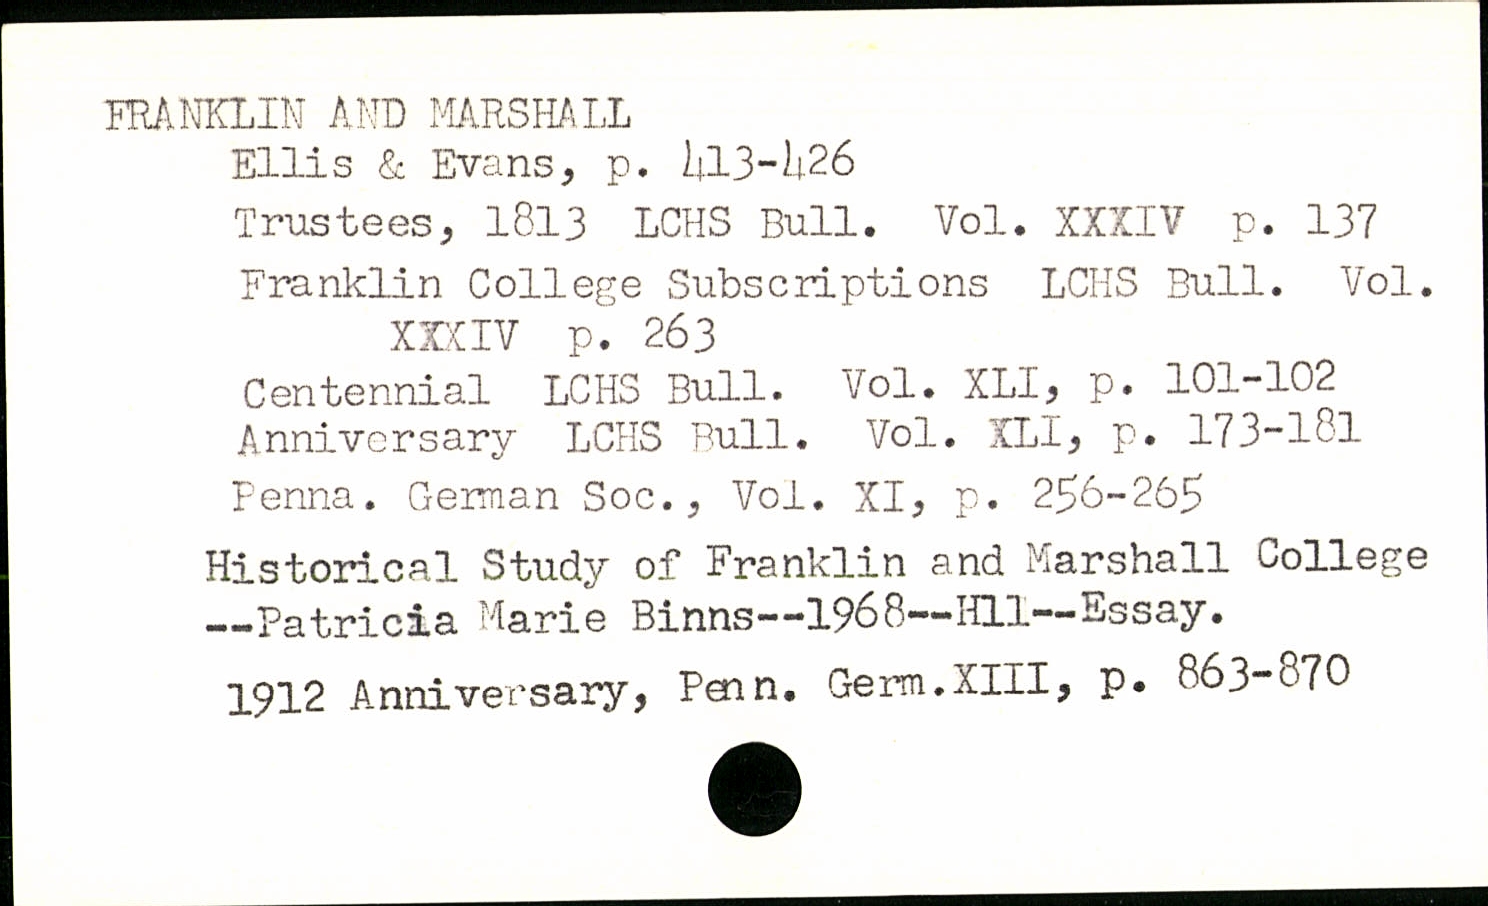 FRANKLIN AND MARSHALL
Ellis & Evans, p. 413-426
Trustees, 1813 LCHS Bull. Vol. XXXIV p. 137
Franklin College Subscriptions LCHS Bull. Vol.
XXXIV p. 263
Centennial LCHS Bull. Vol. XLI, p. 101-102
Anniversary LCHS Bull. Vol. XLI, p. 173-181
Penna. German Soc., Vol. XI, p. 256-265
Historical Study of Franklin and Marshall College
--Patricia Marie Binns--1968--H11--Essay.
1912 Anniversary, Penn. Germ.XIII, p. 863-870